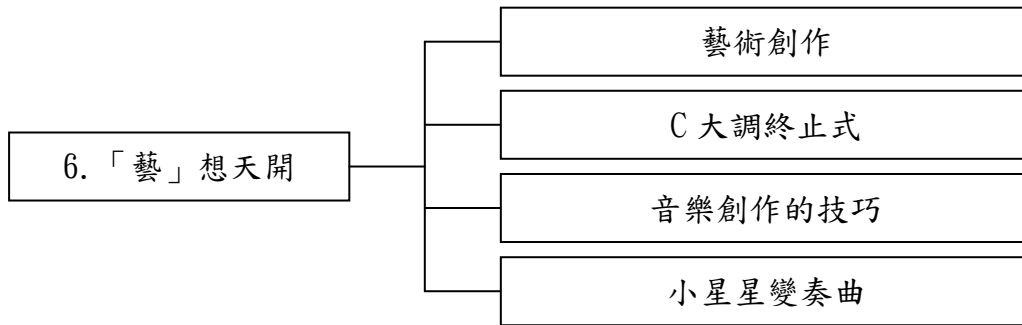 6.「藝」想天開
藝術創作
C 大調終止式
音樂創作的技巧
小星星變奏曲